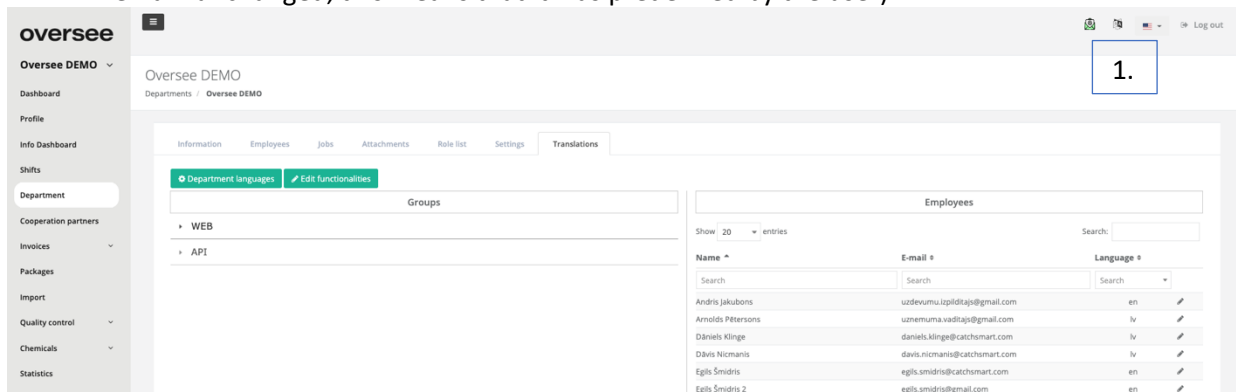 oversee
Log out
1.
Oversee DEMO
Oversee DEMO
Departments / Oversee DEMO
Dashboard
Profile
Info Dashboard
Shifts
Department
Cooperation partners
Invoices
Packages
Import
Quality control
Chemicals
Statistics
Information Employees Jobs Attachments Role list Settings Translations
Department languages Edit functionalities
Groups
WEB
API
Employees
Show 20 entries Search:
Name E-mail Language
Search Search Search
Andris Jakubons uzdevumu.izpilditajs@gmail.com en
Arnolds Pētersons uznemuma.vaditajs@gmail.com lv
Dāniels Klinge daniels.klinge@catchsmart.com lv
Dāvis Nicmanis davis.nicmanis@catchsmart.com lv
Egils Šmidris egils.smidris@catchsmart.com en
Egils Šmidris 2 egils.smidris@gmail.com en